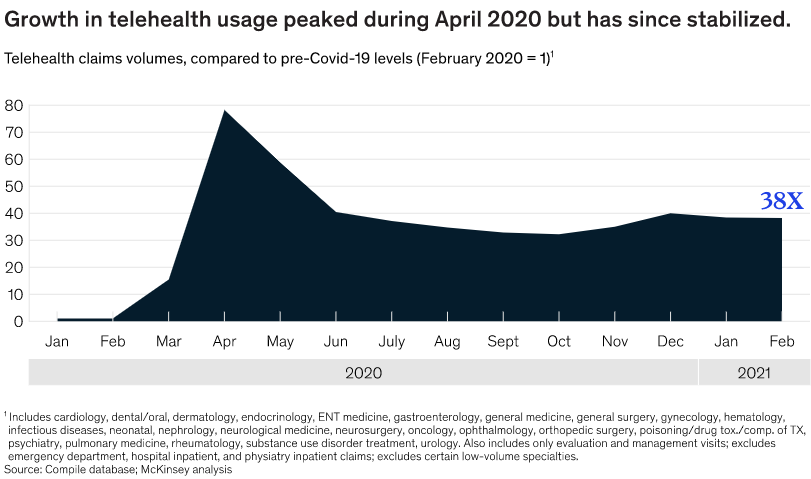 Growth in telehealth usage peaked during April 2020 but has since stabilized.
Telehealth claims volumes, compared to pre-Covid-19 levels (February 2020 = 1)¹
80
70
60
50
40
30
20
10
0
38X
Jan Feb Mar Apr May Jun July Aug Sept Oct Nov Dec Jan Feb
2020 2021
¹ Includes cardiology, dental/oral, dermatology, endocrinology, ENT medicine, gastroenterology, general medicine, general surgery, gynecology, hematology,
infectious diseases, neonatal, nephrology, neurological medicine, neurosurgery, oncology, ophthalmology, orthopedic surgery, poisoning/drug tox./comp. of TX,
psychiatry, pulmonary medicine, rheumatology, substance use disorder treatment, urology. Also includes only evaluation and management visits; excludes
emergency department, hospital inpatient, and physiatry inpatient claims; excludes certain low-volume specialties.
Source: Compile database; McKinsey analysis